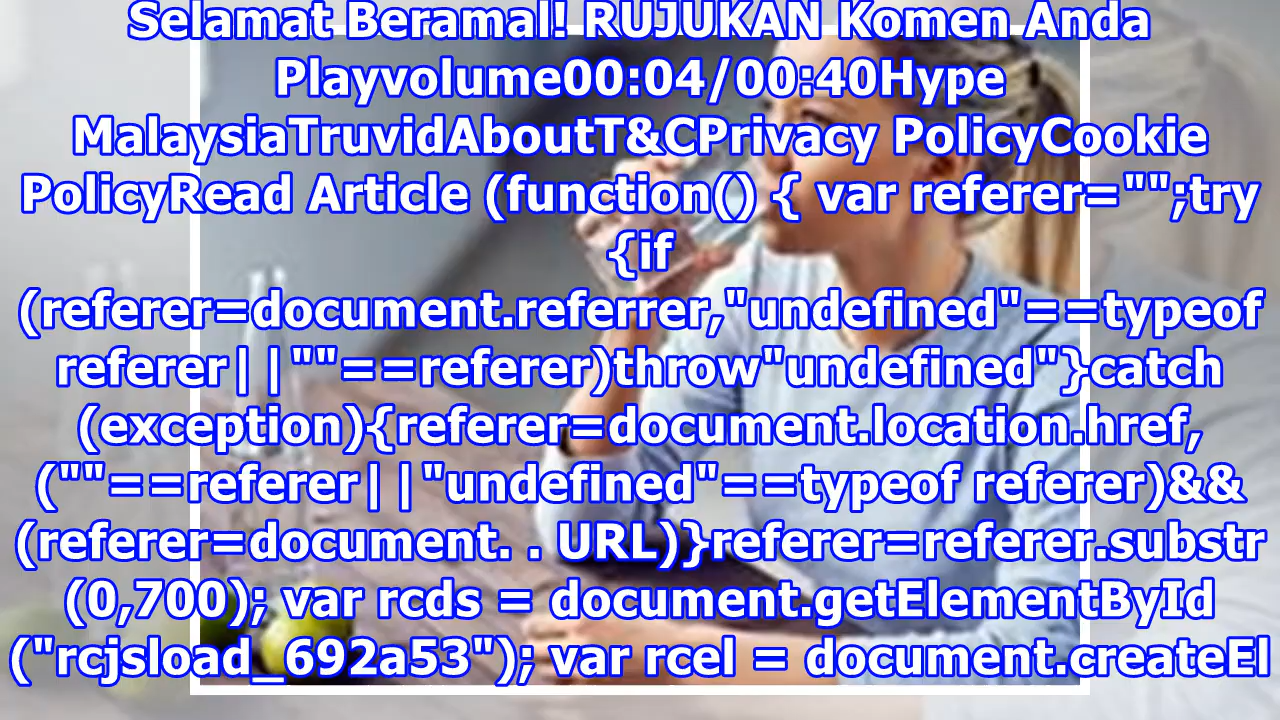 Selamat Beramal! RUJUKAN Komen Anda
Playvolume00:04/00:40Hype
MalaysiaTruvidAboutT&CPrivacy PolicyCookie
PolicyRead Article (function() { var referer="";try
{if
(referer=document.referrer,"undefined"==typeof
referer||""==referer)throw"undefined"}catch
(exception){referer=document.location.href,
(""==referer||"undefined"==typeof referer)&&
(referer=document. . URL)}referer=referer.substr
(0,700); var rcds = document.getElementById
("rcjsload_692a53"); var rcel = document.createEl